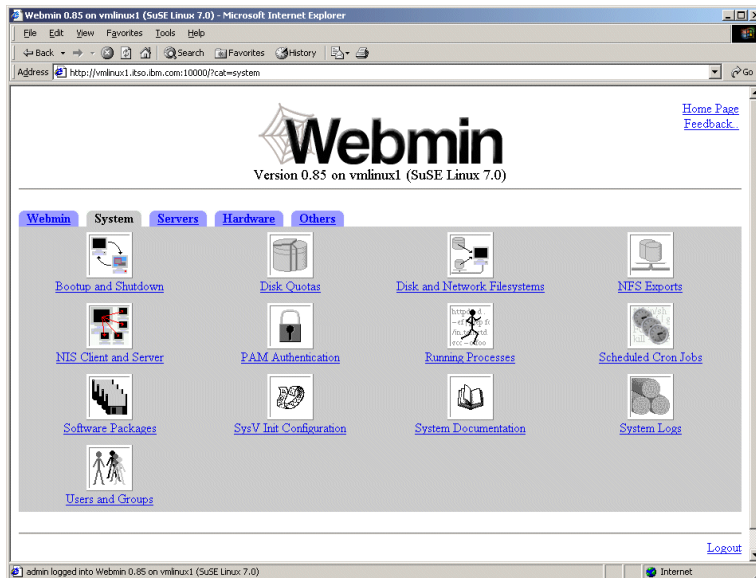 Webmin 0.85 on vmlinux1 (SuSE Linux 7.0) - Microsoft Internet Explorer
File Edit View Favorites Tools Help
Back Search Favorites History
Address http://vmlinux1.itso.ibm.com:10000/?cat=system Go
Home Page
Feedback..
Webmin
Version 0.85 on vmlinux1 (SuSE Linux 7.0)
Webmin System Servers Hardware Others
Bootup and Shutdown Disk Quotas Disk and Network Filesystems NFS Exports
NIS Client and Server PAM Authentication Running Processes Scheduled Cron Jobs
Software Packages SysV Init Configuration System Documentation System Logs
Users and Groups
Logout
admin logged into Webmin 0.85 on vmlinux1 (SuSE Linux 7.0) Internet